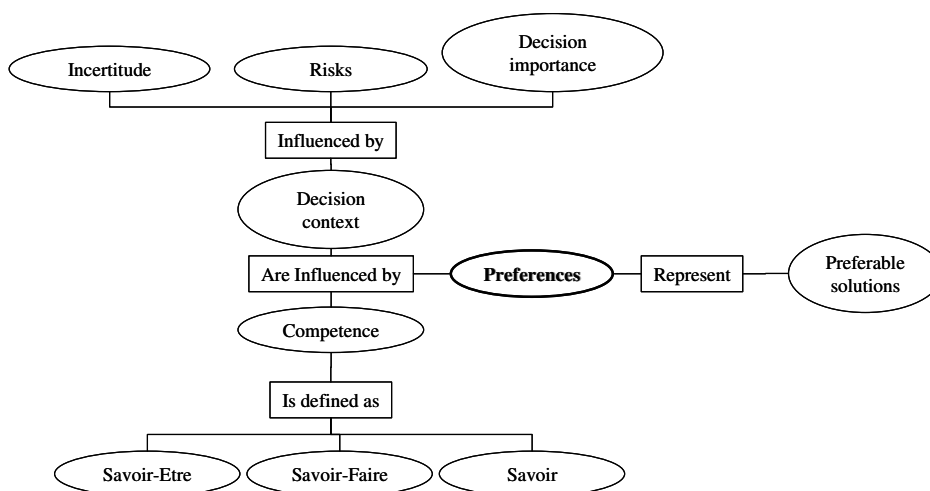 Incertitude
Risks
Decision
importance
Influenced by
Decision
context
Are Influenced by
Preferences
Represent
Preferable
solutions
Competence
Is defined as
Savoir-Etre
Savoir-Faire
Savoir